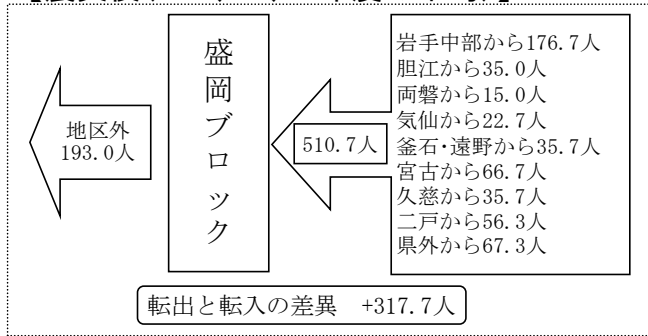 地区外
193.0人
盛岡ブロック
510.7人
岩手中部から176.7人
胆江から35.0人
両磐から15.0人
気仙から22.7人
釜石・遠野から35.7人
宮古から66.7人
久慈から35.7人
二戸から56.3人
県外から67.3人
転出と転入の差異 +317.7人